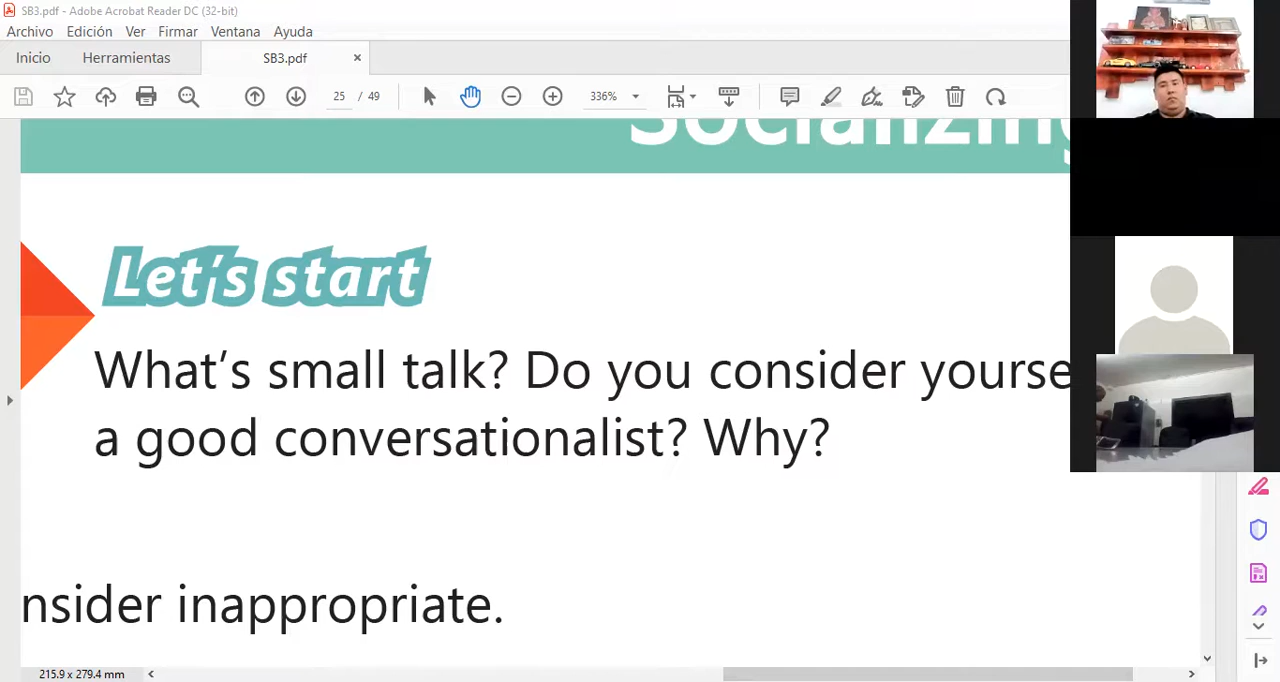 SB3.pdf - Adobe Acrobat Reader DC (32-bit)
Archivo Edición Ver Firmar Ventana Ayuda
Inicio Herramientas SB3.pdf ×
25 / 49 336%
Socializing
Let's start
What's small talk? Do you consider yourse
a good conversationalist? Why?
nsider inappropriate.
215.9 x 279.4 mm